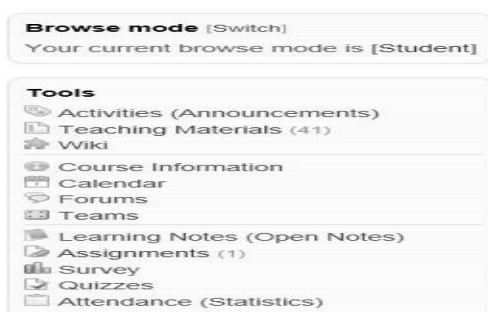 Browse mode [Switch]
Your current browse mode is [Student]
Tools
Activities (Announcements)
Teaching Materials (41)
Wiki
Course Information
Calendar
Forums
Teams
Learning Notes (Open Notes)
Assignments (1)
Survey
Quizzes
Attendance (Statistics)